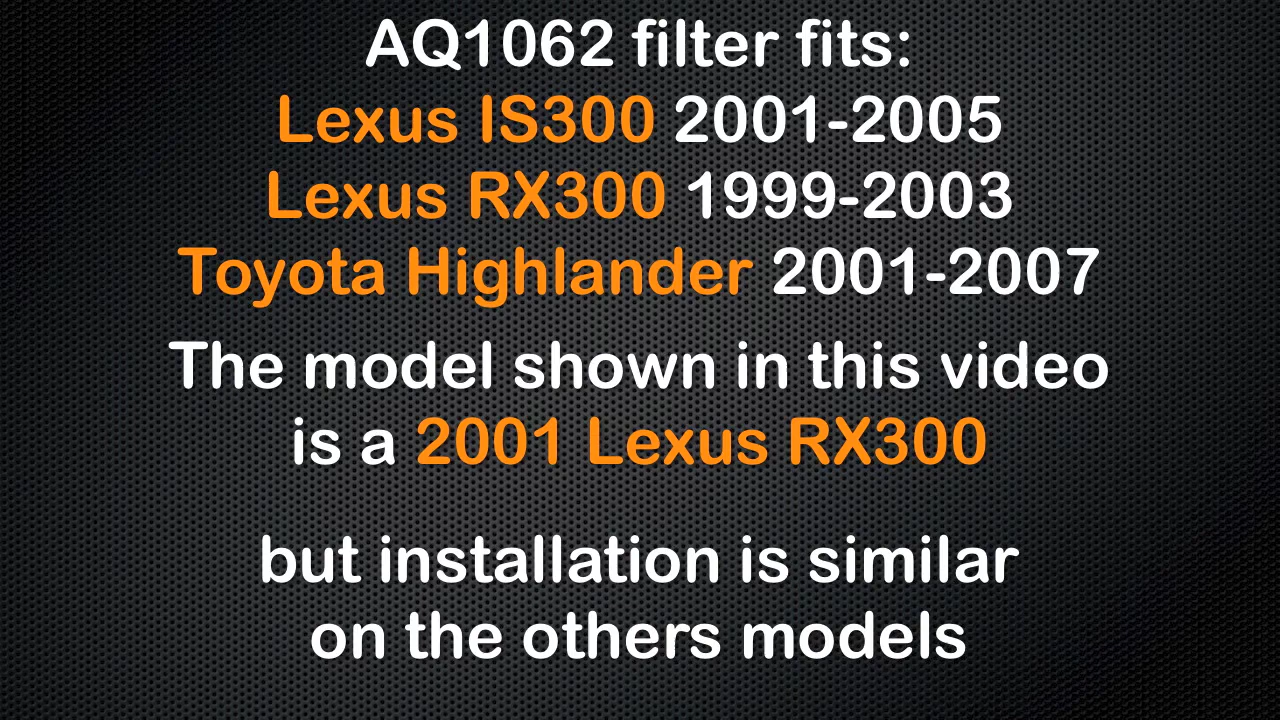 AQ1062 filter fits:
Lexus IS300 2001-2005
Lexus RX300 1999-2003
Toyota Highlander 2001-2007
The model shown in this video
is a 2001 Lexus RX300
but installation is similar
on the others models